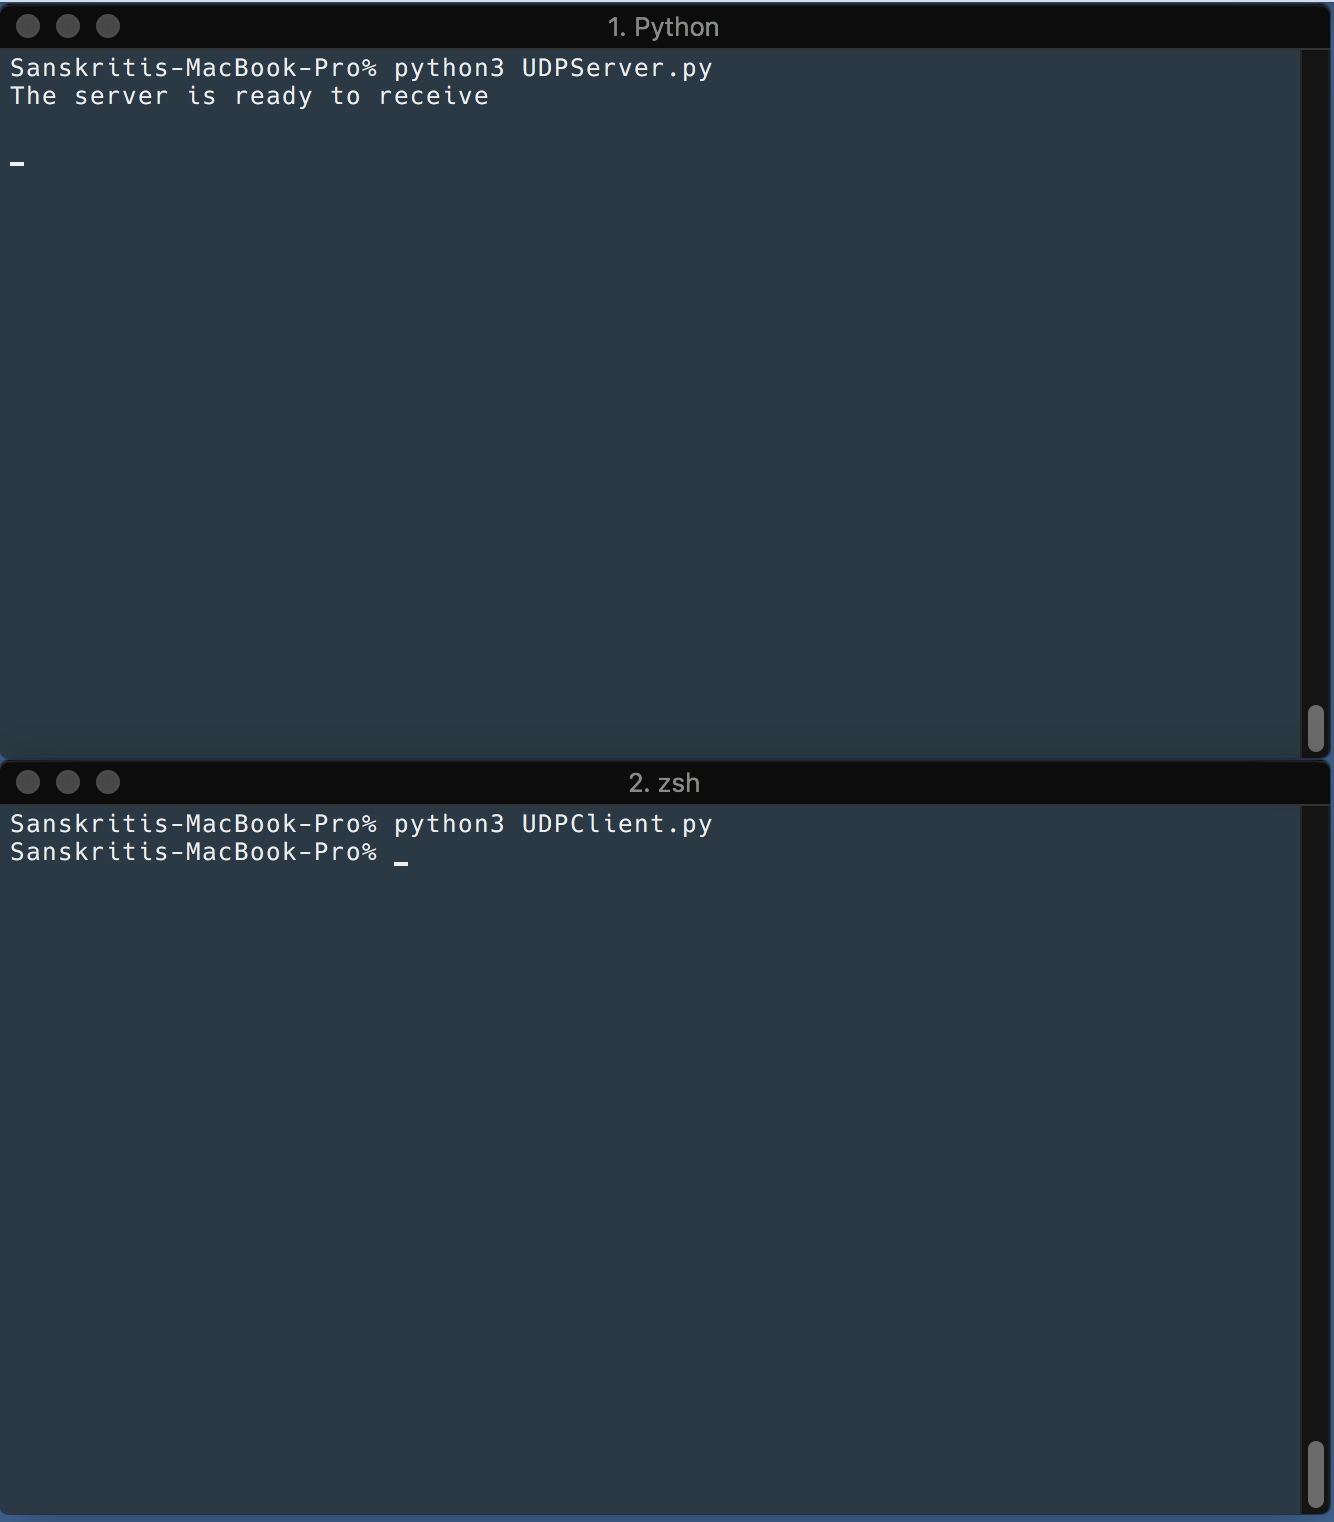 1. Python
Sanskritis-MacBook-Pro% python3 UDPServer.py
The server is ready to receive
2. zsh
Sanskritis-MacBook-Pro% python3 UDPClient.py
Sanskritis-MacBook-Pro%